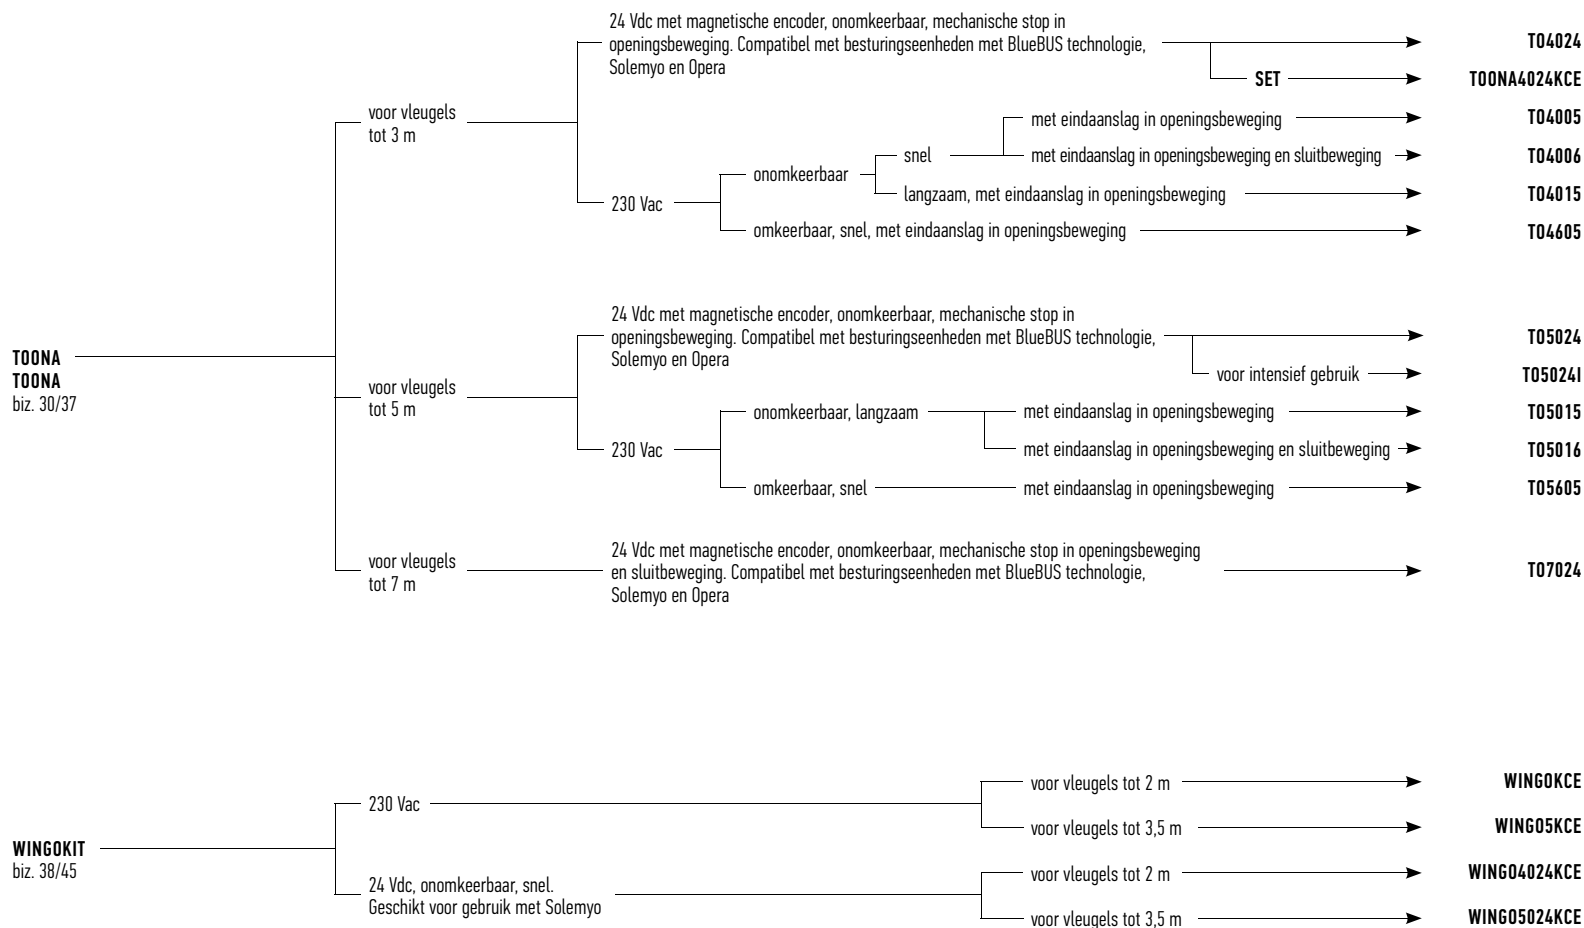 24 Vdc met magnetische encoder, onomkeerbaar, mechanische stop in
openingsbeweging. Compatibel met besturingseenheden met BlueBUS technologie,
Solemyo en Opera
TO4024
SET
TOONA4024KCE
voor vleugels
tot 3 m
met eindaanslag in openingsbeweging
TO4005
snel
met eindaanslag in openingsbeweging en sluitbeweging
TO4006
onomkeerbaar
langzaam, met eindaanslag in openingsbeweging
TO4015
230 Vac
omkeerbaar, snel, met eindaanslag in openingsbeweging
TO4605
24 Vdc met magnetische encoder, onomkeerbaar, mechanische stop in
openingsbeweging. Compatibel met besturingseenheden met BlueBUS technologie,
Solemyo en Opera
TO5024
TOONA
TOONA
biz. 30/37
voor intensief gebruik
TO5024I
voor vleugels
tot 5 m
onomkeerbaar, langzaam
met eindaanslag in openingsbeweging
TO5015
230 Vac
met eindaanslag in openingsbeweging en sluitbeweging
TO5016
omkeerbaar, snel
met eindaanslag in openingsbeweging
TO5605
voor vleugels
tot 7 m
24 Vdc met magnetische encoder, onomkeerbaar, mechanische stop in openingsbeweging
en sluitbeweging. Compatibel met besturingseenheden met BlueBUS technologie,
Solemyo en Opera
TO7024
WINGOKIT
biz. 38/45
230 Vac
voor vleugels tot 2 m
WINGOKCE
voor vleugels tot 3,5 m
WINGO5KCE
24 Vdc, onomkeerbaar, snel.
Geschikt voor gebruik met Solemyo
voor vleugels tot 2 m
WINGO4024KCE
voor vleugels tot 3,5 m
WINGO5024KCE